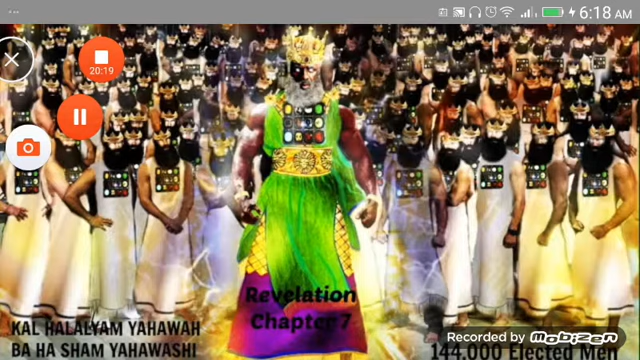 6:18 AM
20:19
Revelation
Chapter 7
KAL HALALYAM YAHAWAH
BA HA SHAM YAHAWASHI
Recorded by mobizen
144,000 Elected Men